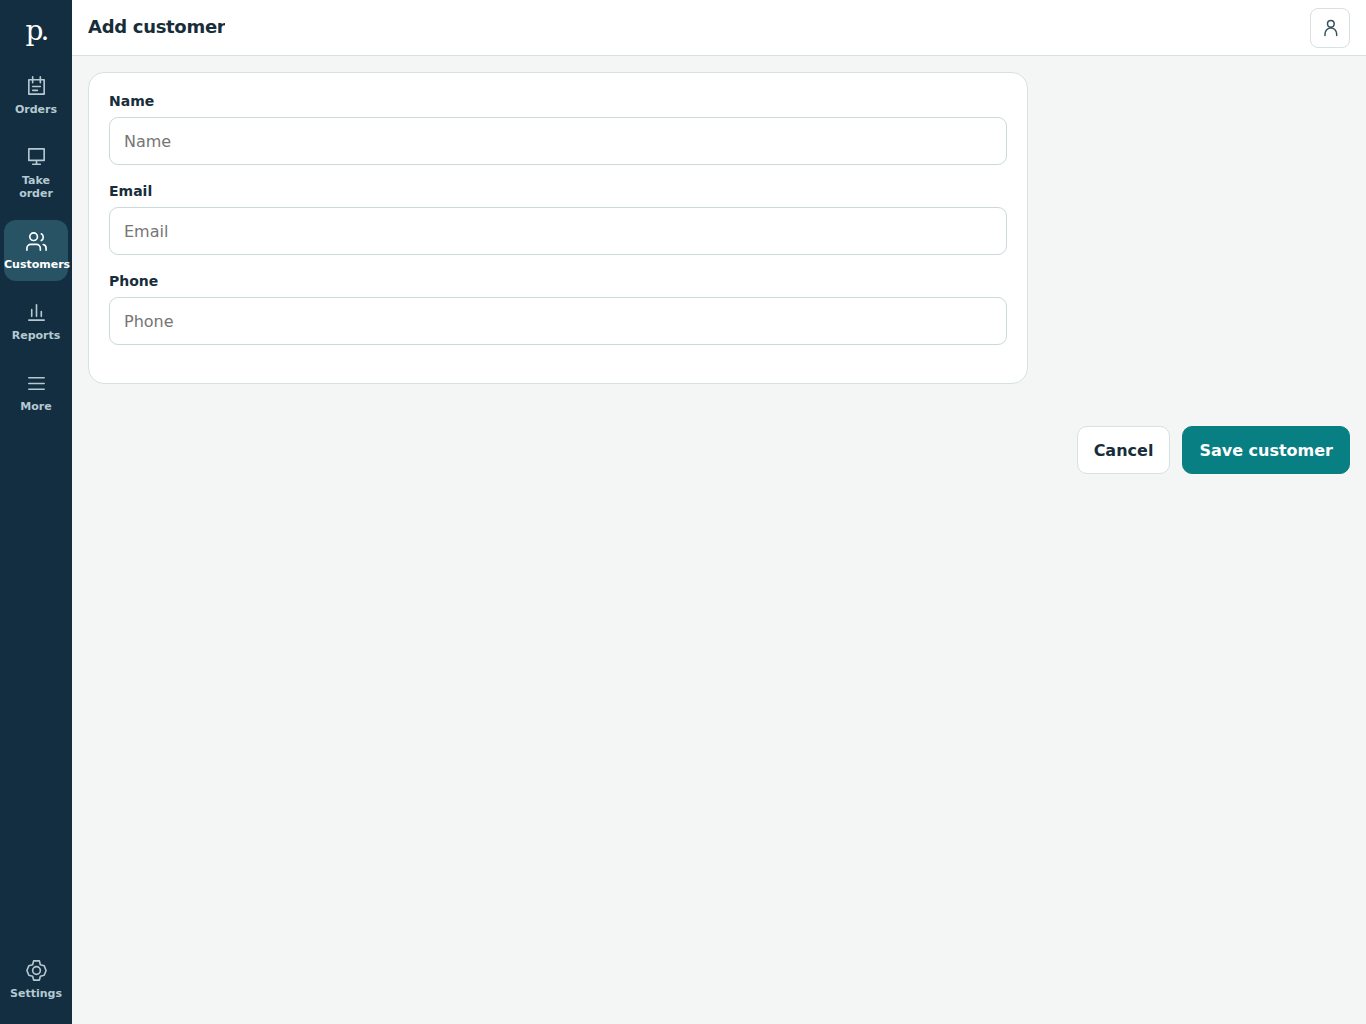 p.
Add customer
Orders
Take
order
Customers
Reports
More
Settings
Name
Name
Email
Email
Phone
Phone
Cancel
Save customer